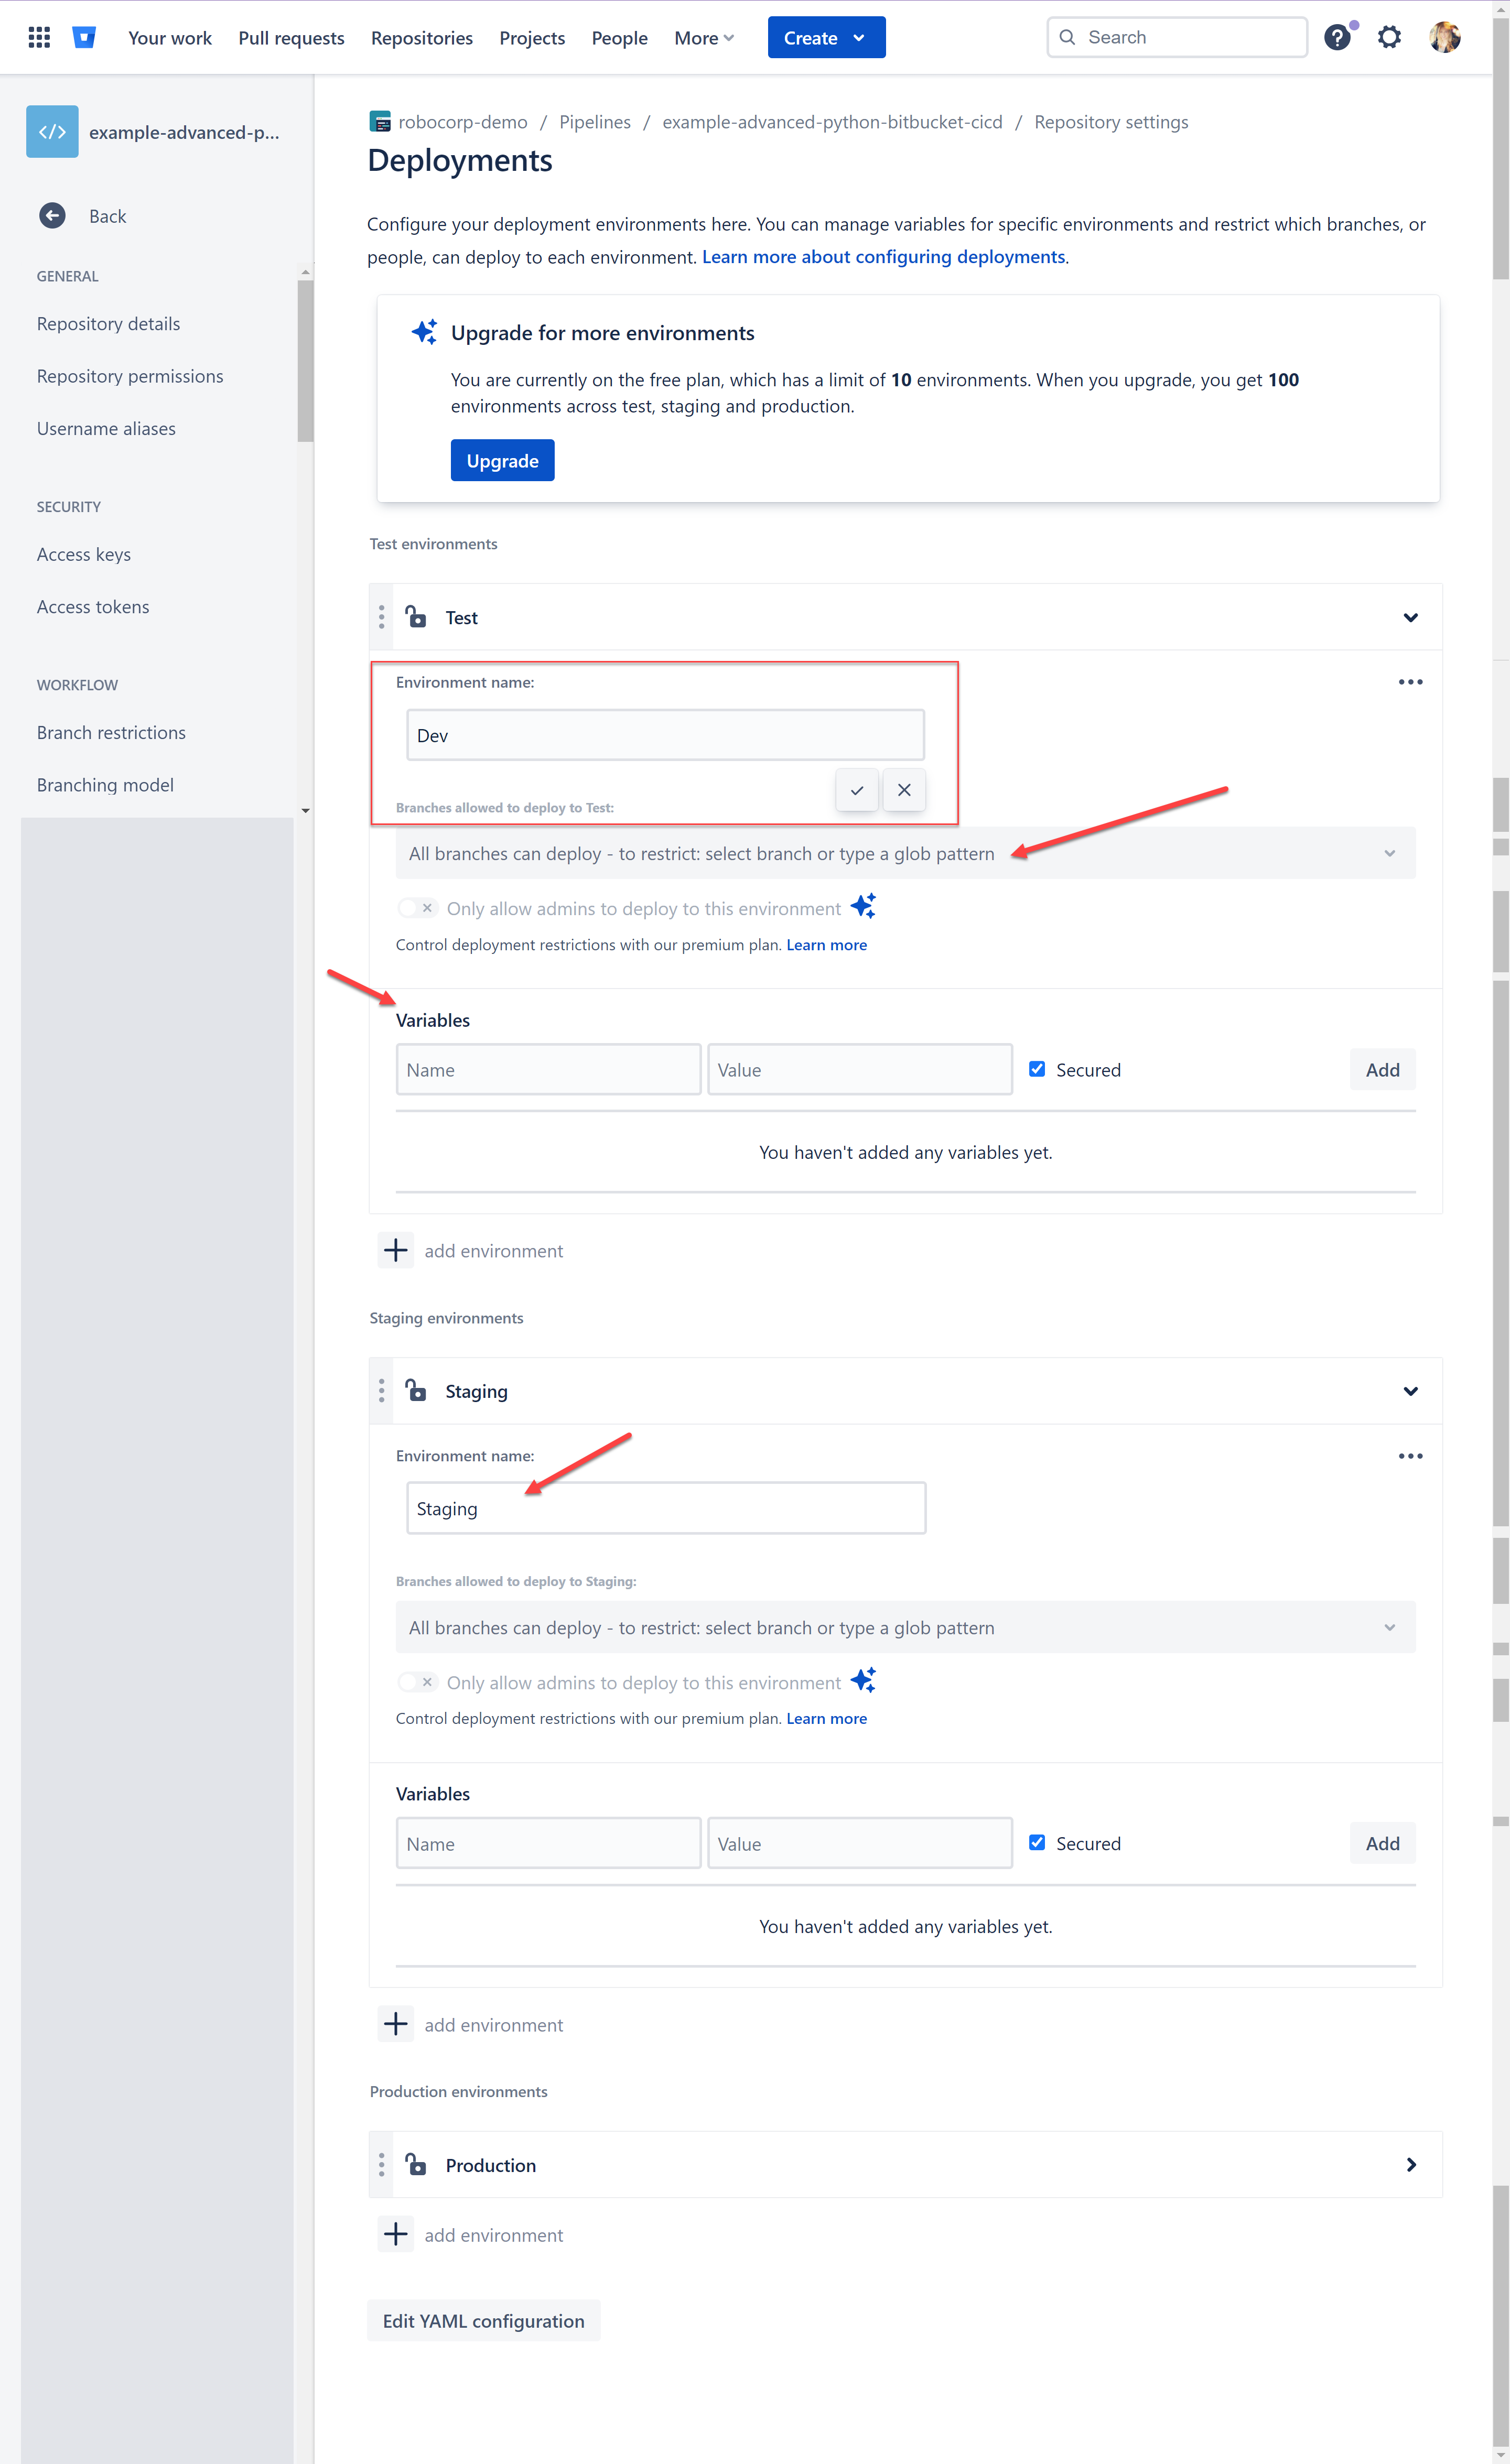 Your work Pull requests Repositories Projects People More Create Search
</> example-advanced-p...
Back
GENERAL
Repository details
Repository permissions
Username aliases
SECURITY
Access keys
Access tokens
WORKFLOW
Branch restrictions
Branching model
robocorp-demo / Pipelines / example-advanced-python-bitbucket-cicd / Repository settings
Deployments
Configure your deployment environments here. You can manage variables for specific environments and restrict which branches, or
people, can deploy to each environment. Learn more about configuring deployments.
Upgrade for more environments
You are currently on the free plan, which has a limit of 10 environments. When you upgrade, you get 100
environments across test, staging and production.
Upgrade
Test environments
Test
Environment name:
Dev
Branches allowed to deploy to Test:
All branches can deploy - to restrict: select branch or type a glob pattern
Only allow admins to deploy to this environment
Control deployment restrictions with our premium plan. Learn more
Variables
Name Value Secured Add
You haven't added any variables yet.
add environment
Staging environments
Staging
Environment name:
Staging
Branches allowed to deploy to Staging:
All branches can deploy - to restrict: select branch or type a glob pattern
Only allow admins to deploy to this environment
Control deployment restrictions with our premium plan. Learn more
Variables
Name Value Secured Add
You haven't added any variables yet.
add environment
Production environments
Production
add environment
Edit YAML configuration